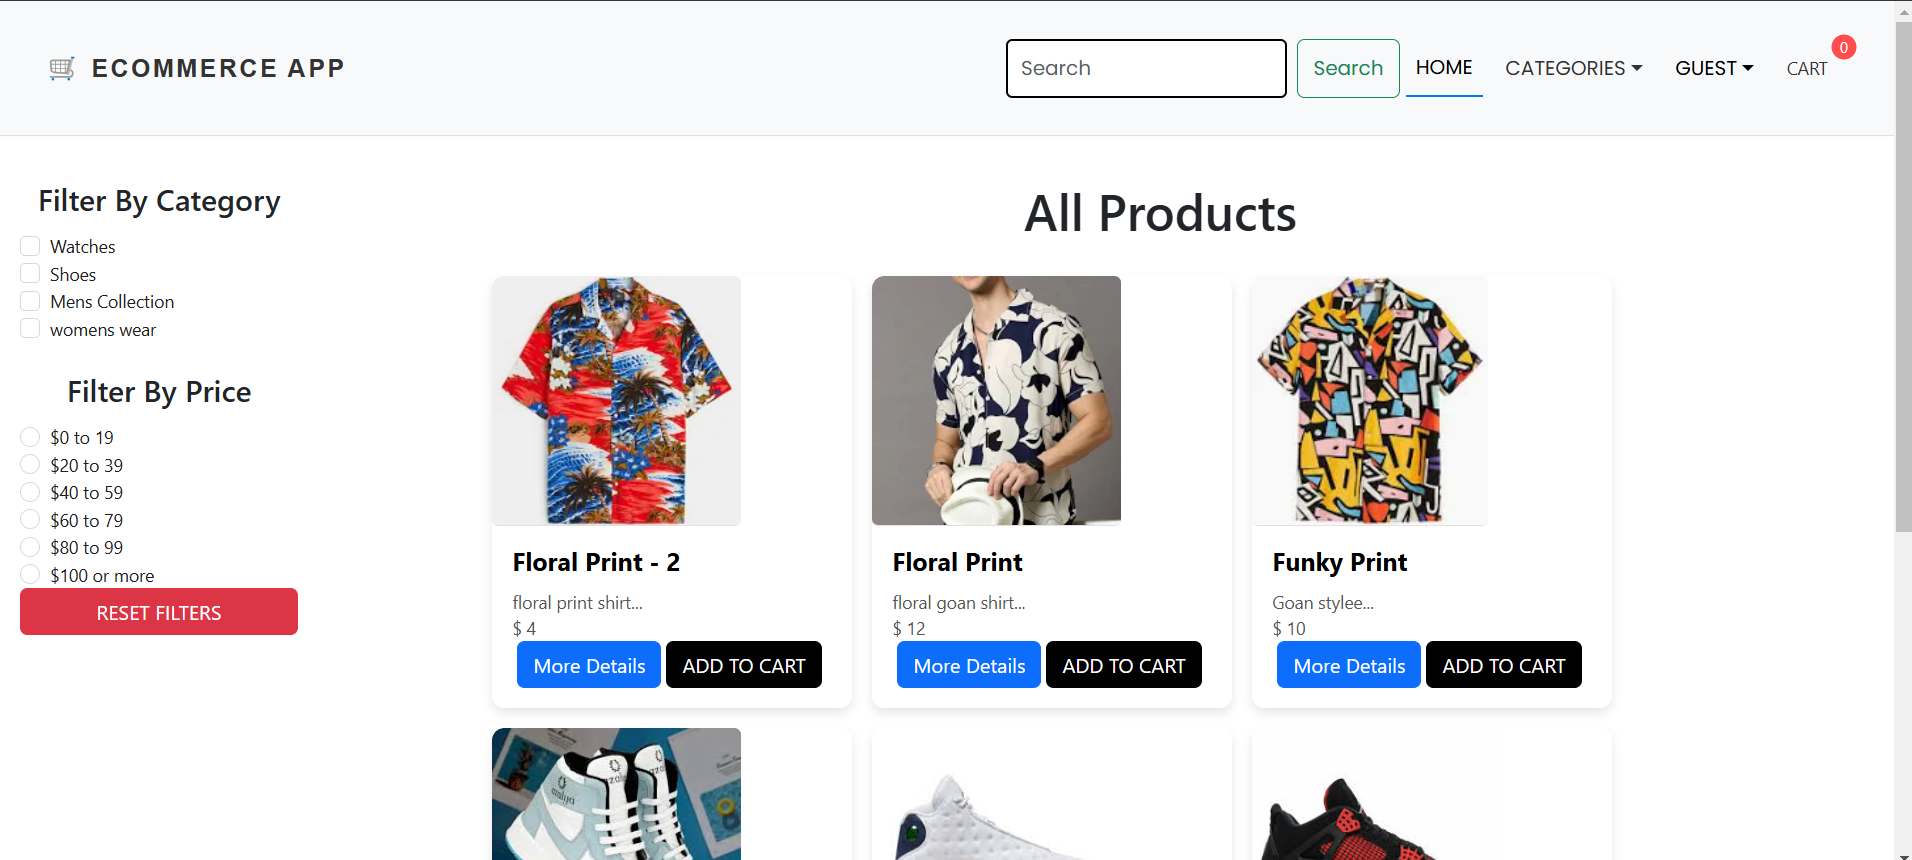 🛒 ECOMMERCE APP
Search
Search
HOME
CATEGORIES
GUEST
CART
0
Filter By Category
Watches
Shoes
Mens Collection
womens wear
Filter By Price
$0 to 19
$20 to 39
$40 to 59
$60 to 79
$80 to 99
$100 or more
RESET FILTERS
All Products
Floral Print - 2
floral print shirt...
$ 4
More Details
ADD TO CART
Floral Print
floral goan shirt...
$ 12
More Details
ADD TO CART
Funky Print
Goan stylee...
$ 10
More Details
ADD TO CART